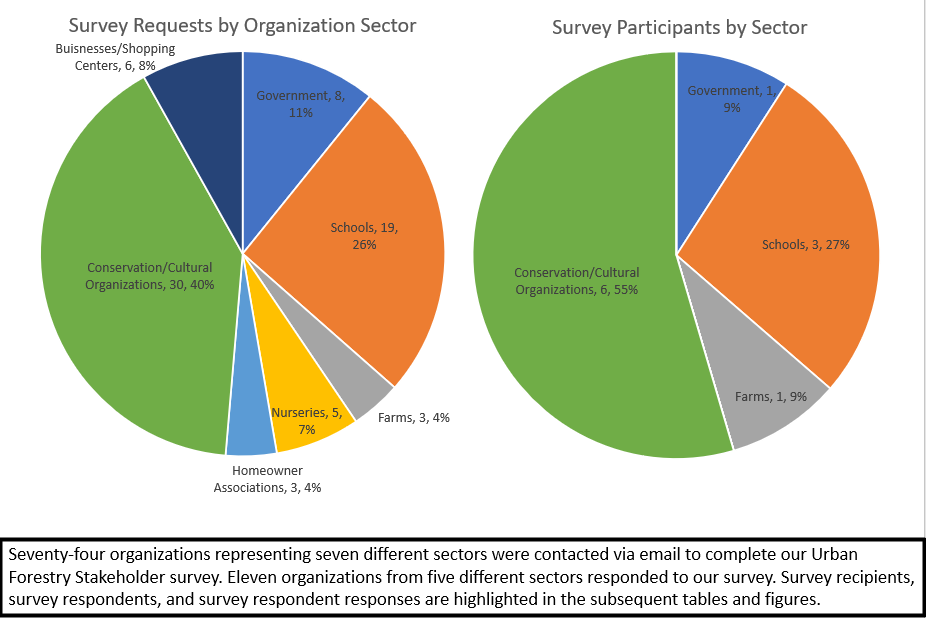 Survey Requests by Organization Sector
Buisnesses/Shopping
Centers, 6, 8%
Government, 8,
11%
Schools, 19,
26%
Conservation/Cultural
Organizations, 30, 40%
Nurseries, 5,
7%
Farms, 3, 4%
Homeowner
Associations, 3, 4%
Survey Participants by Sector
Government, 1,
9%
Schools, 3, 27%
Conservation/Cultural
Organizations, 6, 55%
Farms, 1, 9%
Seventy-four organizations representing seven different sectors were contacted via email to complete our Urban
Forestry Stakeholder survey. Eleven organizations from five different sectors responded to our survey. Survey recipients,
survey respondents, and survey respondent responses are highlighted in the subsequent tables and figures.